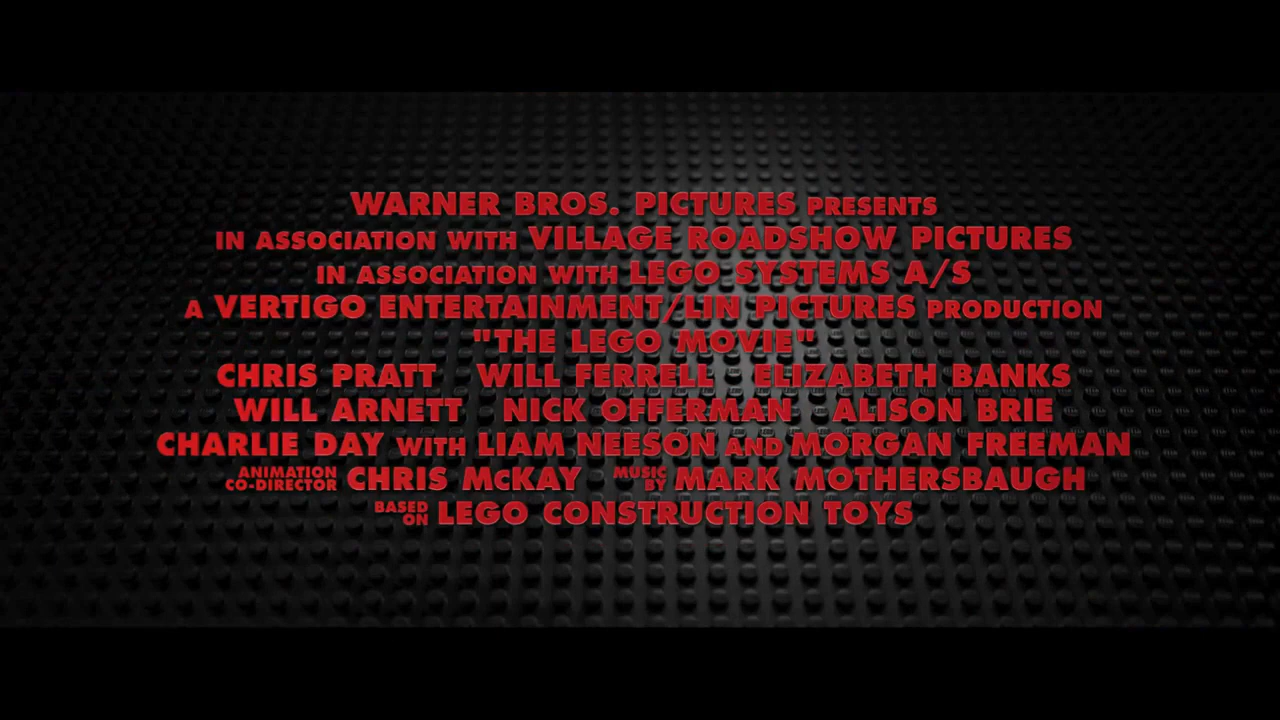 WARNER BROS. PICTURES PRESENTS
IN ASSOCIATION WITH VILLAGE ROADSHOW PICTURES
IN ASSOCIATION WITH LEGO SYSTEMS A/S
A VERTIGO ENTERTAINMENT/LIN PICTURES PRODUCTION
"THE LEGO MOVIE"
CHRIS PRATT WILL FERRELL ELIZABETH BANKS
WILL ARNETT NICK OFFERMAN ALISON BRIE
CHARLIE DAY WITH LIAM NEESON AND MORGAN FREEMAN
ANIMATION CO-DIRECTOR CHRIS McKAY MUSIC BY MARK MOTHERSBAUGH
BASED ON LEGO CONSTRUCTION TOYS